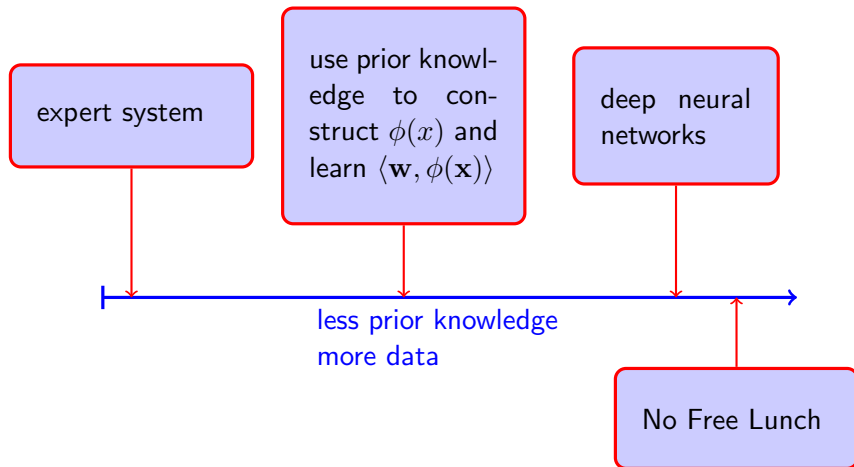 expert system
use prior knowl-
edge to con-
struct ϕ(x) and
learn ⟨w, ϕ(x)⟩
deep neural
networks
less prior knowledge
more data
No Free Lunch